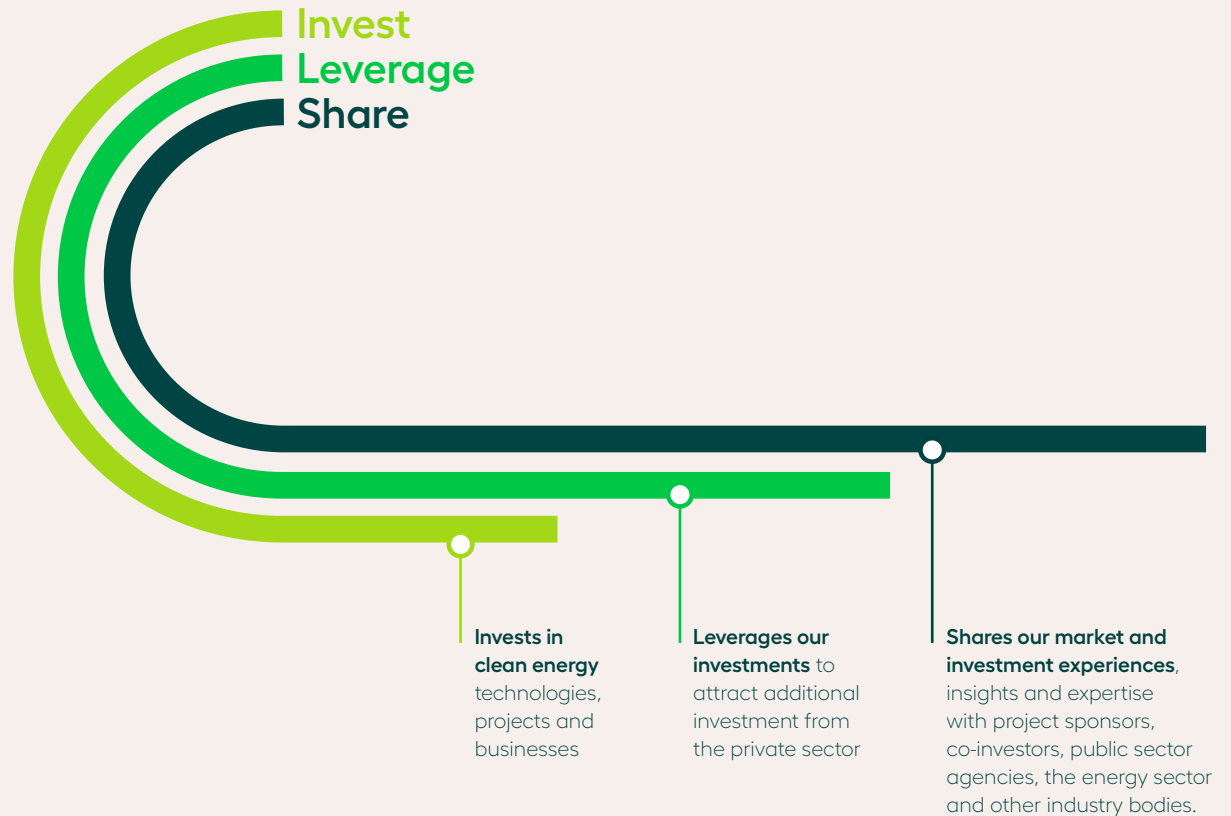 Invest
Leverage
Share
Invests in
clean energy
technologies,
projects and
businesses
Leverages our
investments to
attract additional
investment from
the private sector
Shares our market and
investment experiences,
insights and expertise
with project sponsors,
co-investors, public sector
agencies, the energy sector
and other industry bodies.